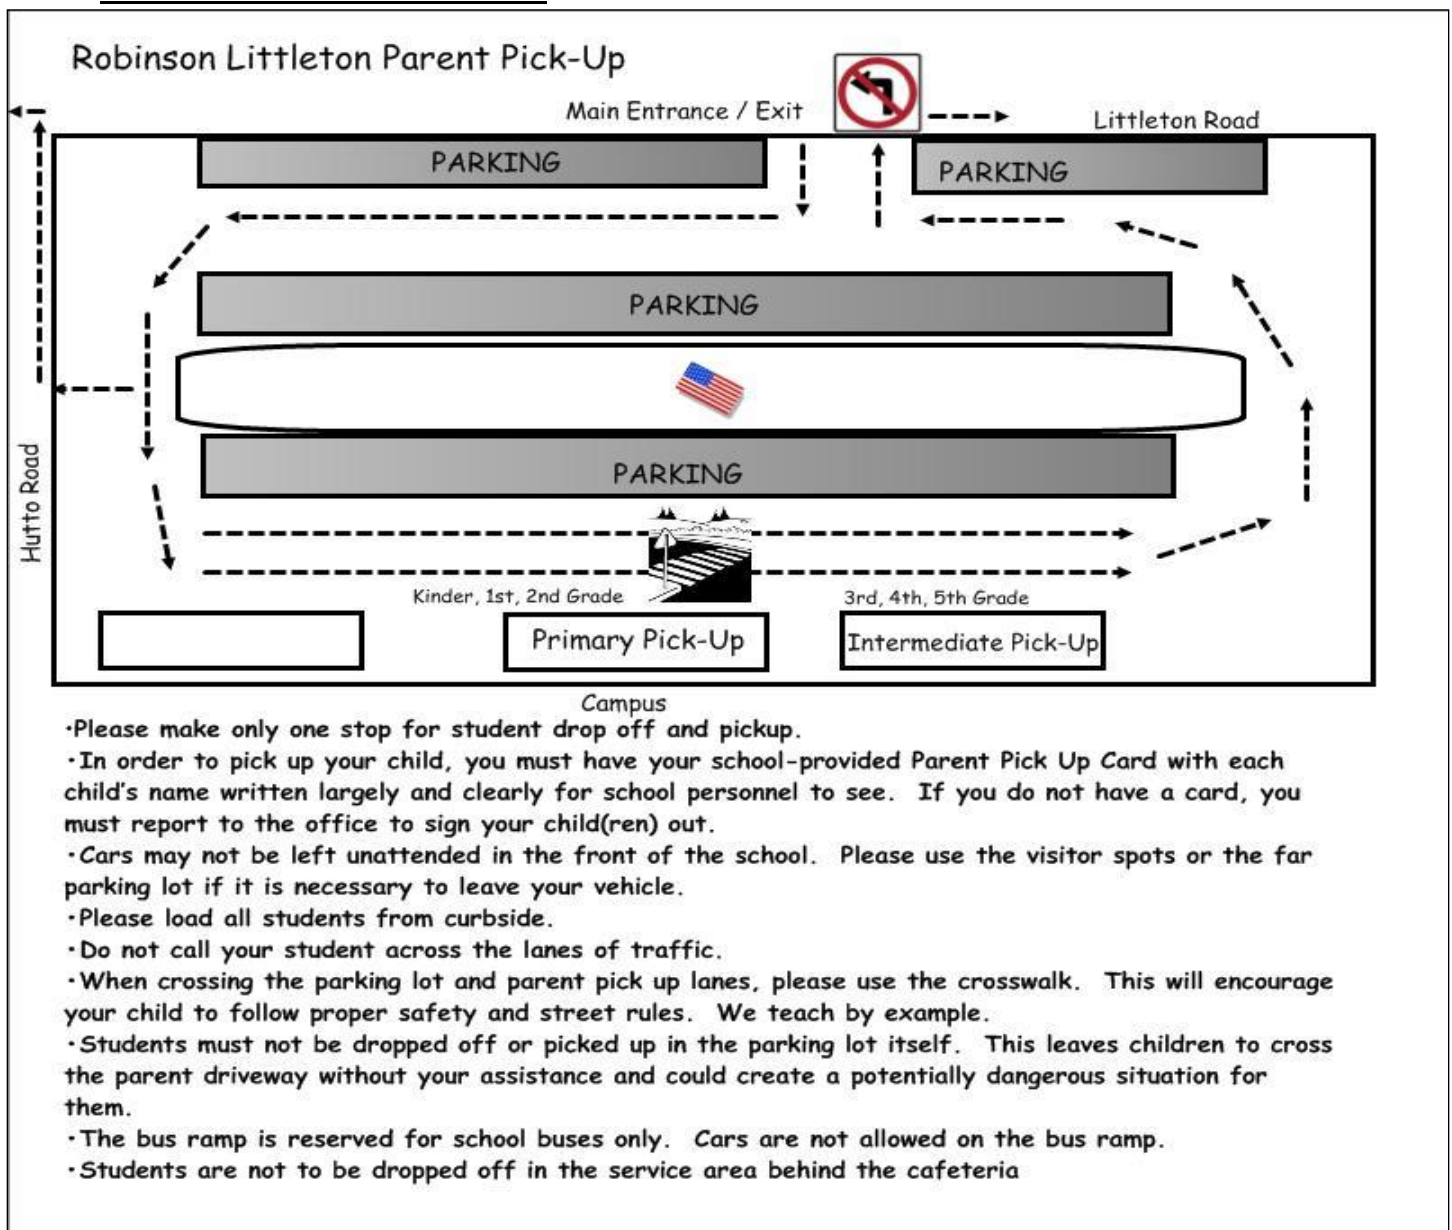 Robinson Littleton Parent Pick-Up
Main Entrance / Exit
Littleton Road
PARKING
PARKING
PARKING
PARKING
Hutto Road
Kinder, 1st, 2nd Grade
3rd, 4th, 5th Grade
Primary Pick-Up
Intermediate Pick-Up
Campus
•Please make only one stop for student drop off and pickup.
•In order to pick up your child, you must have your school-provided Parent Pick Up Card with each
child's name written largely and clearly for school personnel to see.  If you do not have a card, you
must report to the office to sign your child(ren) out.
•Cars may not be left unattended in the front of the school.  Please use the visitor spots or the far
parking lot if it is necessary to leave your vehicle.
•Please load all students from curbside.
•Do not call your student across the lanes of traffic.
•When crossing the parking lot and parent pick up lanes, please use the crosswalk.  This will encourage
your child to follow proper safety and street rules.  We teach by example.
•Students must not be dropped off or picked up in the parking lot itself.  This leaves children to cross
the parent driveway without your assistance and could create a potentially dangerous situation for
them.
•The bus ramp is reserved for school buses only.  Cars are not allowed on the bus ramp.
•Students are not to be dropped off in the service area behind the cafeteria